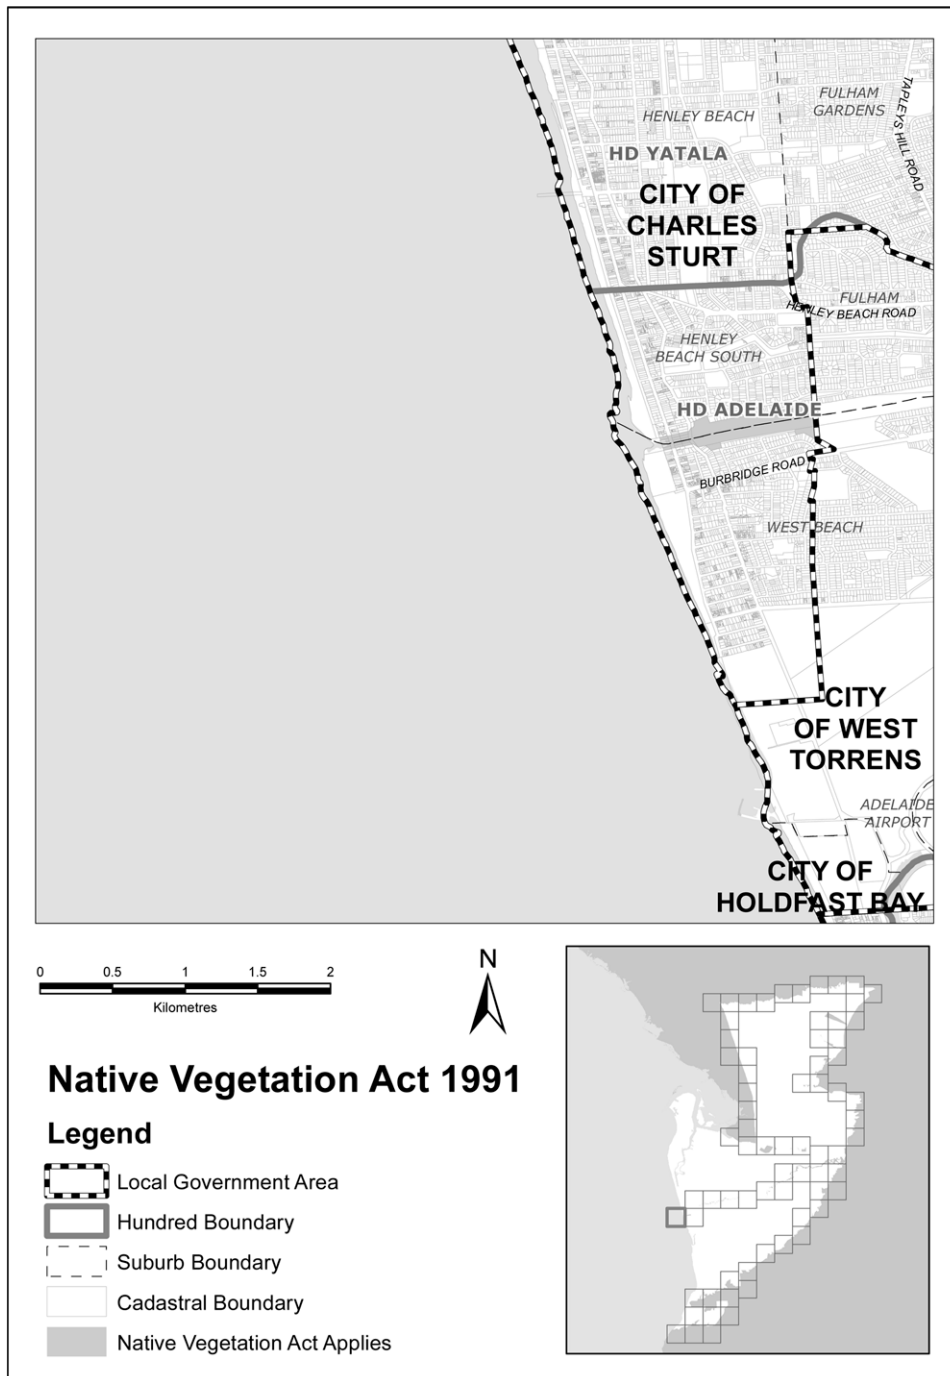 TAPLEYS HILL ROAD
FULHAM
GARDENS
HENLEY BEACH
HD YATALA
CITY OF
CHARLES
STURT
FULHAM
HENLEY BEACH ROAD
HENLEY
BEACH SOUTH
HD ADELAIDE
BURBRIDGE ROAD
WEST BEACH
CITY
OF WEST
TORRENS
ADELAIDE
AIRPORT
CITY OF
HOLDFAST BAY
0 0.5 1 1.5 2
Kilometres
N
Native Vegetation Act 1991
Legend
Local Government Area
Hundred Boundary
Suburb Boundary
Cadastral Boundary
Native Vegetation Act Applies